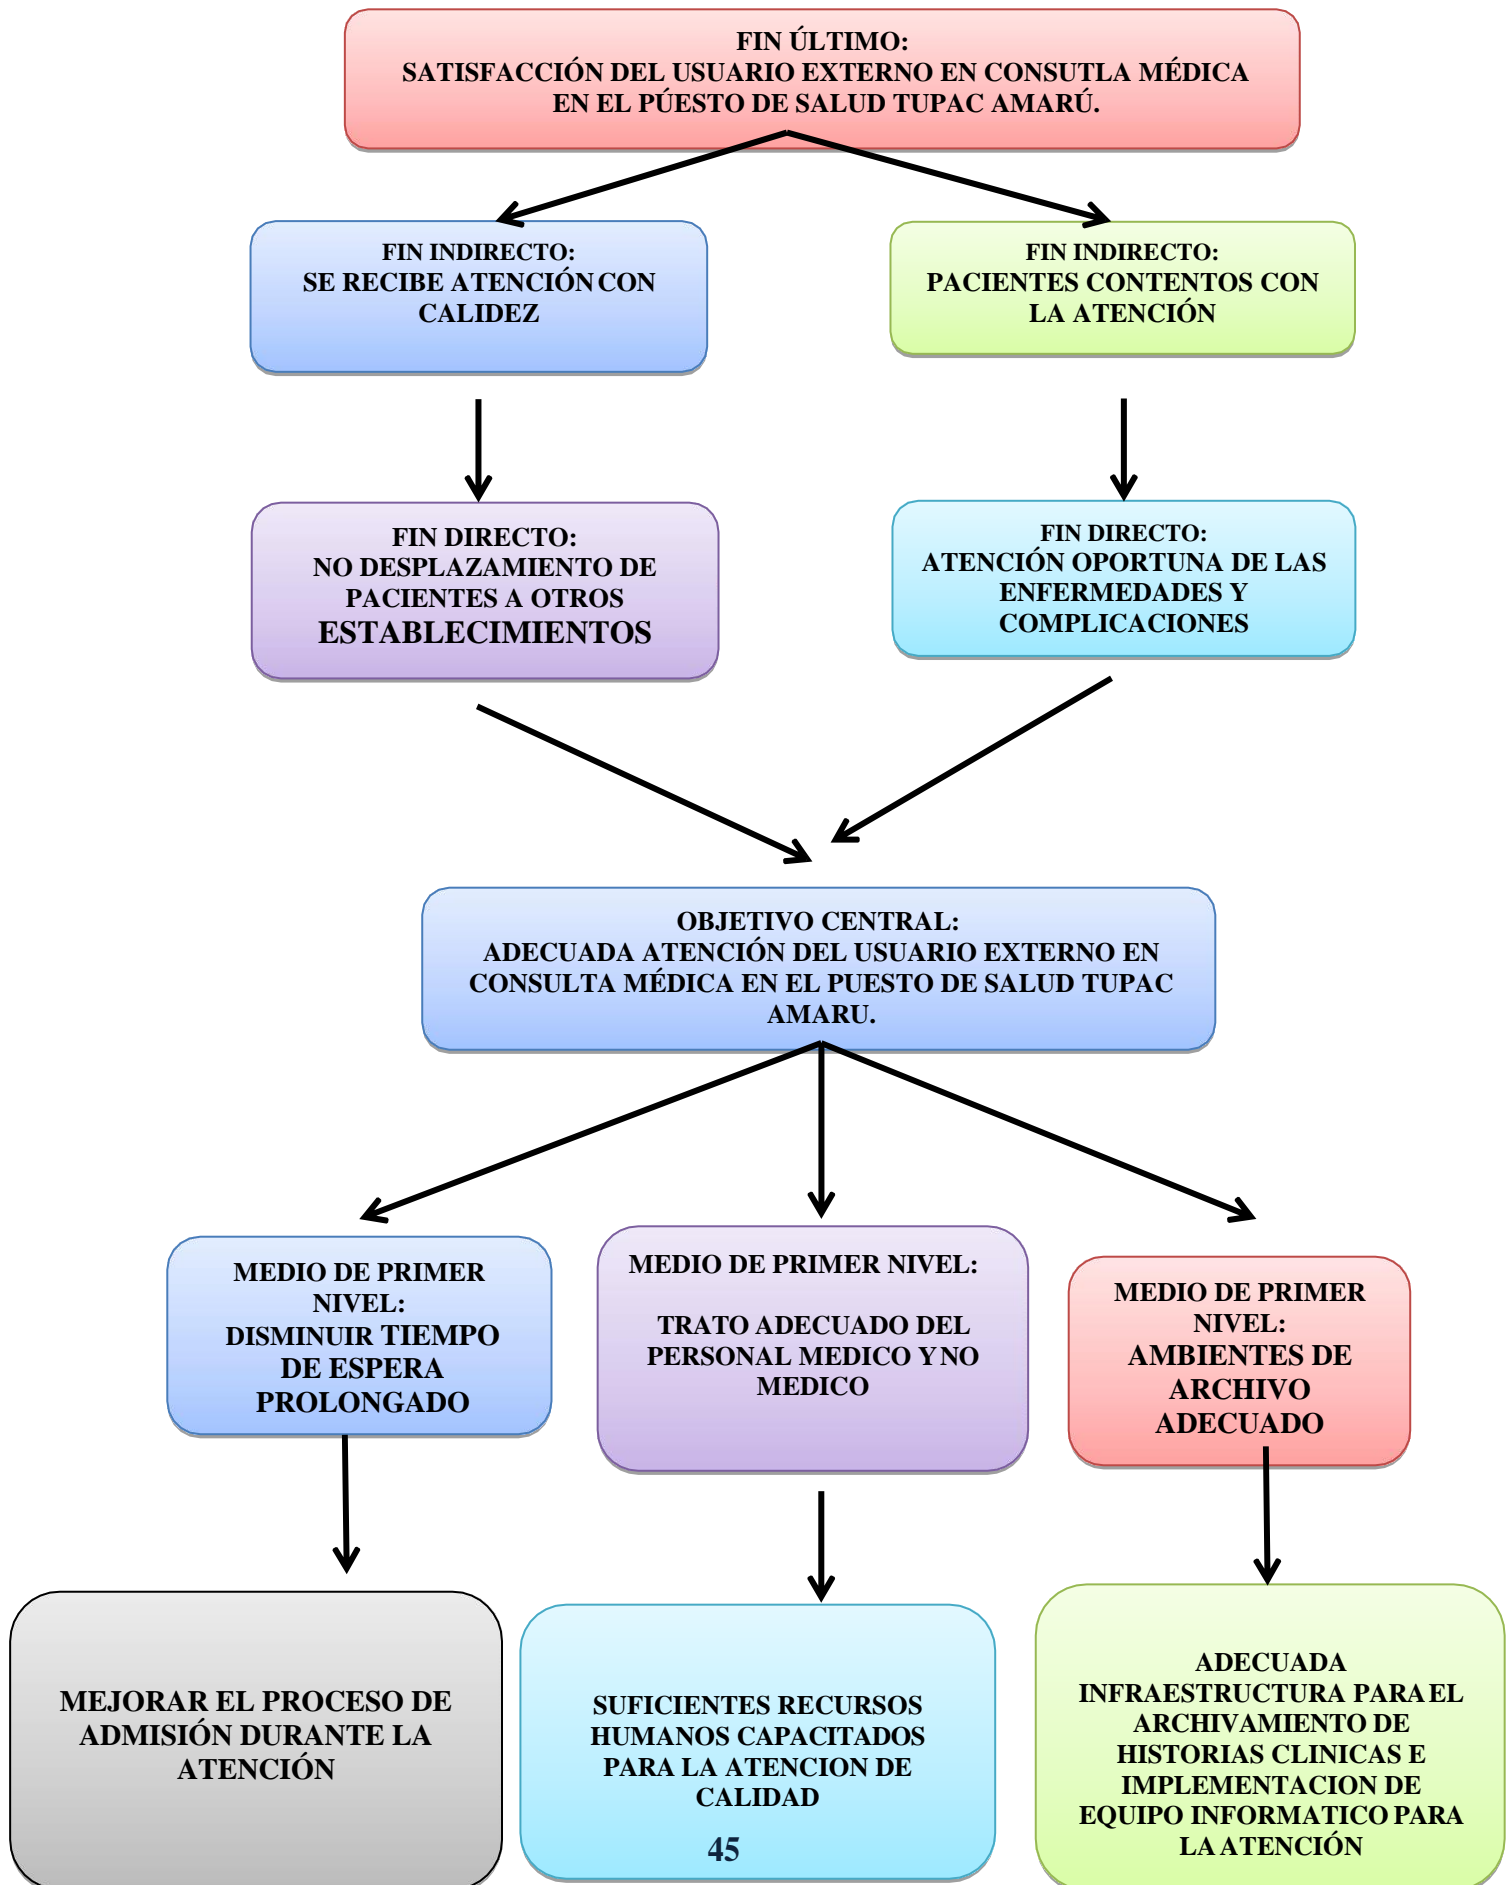 FIN ÚLTIMO:
SATISFACCIÓN DEL USUARIO EXTERNO EN CONSUTLA MÉDICA
EN EL PÚESTO DE SALUD TUPAC AMARÚ.
FIN INDIRECTO:
SE RECIBE ATENCIÓN CON
CALIDEZ
FIN INDIRECTO:
PACIENTES CONTENTOS CON
LA ATENCIÓN
FIN DIRECTO:
NO DESPLAZAMIENTO DE
PACIENTES A OTROS
ESTABLECIMIENTOS
FIN DIRECTO:
ATENCIÓN OPORTUNA DE LAS
ENFERMEDADES Y
COMPLICACIONES
OBJETIVO CENTRAL:
ADECUADA ATENCIÓN DEL USUARIO EXTERNO EN
CONSULTA MÉDICA EN EL PUESTO DE SALUD TUPAC
AMARU.
MEDIO DE PRIMER
NIVEL:
DISMINUIR TIEMPO
DE ESPERA
PROLONGADO
MEDIO DE PRIMER NIVEL:
TRATO ADECUADO DEL
PERSONAL MEDICO Y NO
MEDICO
MEDIO DE PRIMER
NIVEL:
AMBIENTES DE
ARCHIVO
ADECUADO
MEJORAR EL PROCESO DE
ADMISIÓN DURANTE LA
ATENCIÓN
SUFICIENTES RECURSOS
HUMANOS CAPACITADOS
PARA LA ATENCION DE
CALIDAD
45
ADECUADA
INFRAESTRUCTURA PARA EL
ARCHIVAMIENTO DE
HISTORIAS CLINICAS E
IMPLEMENTACION DE
EQUIPO INFORMATICO PARA
LA ATENCIÓN